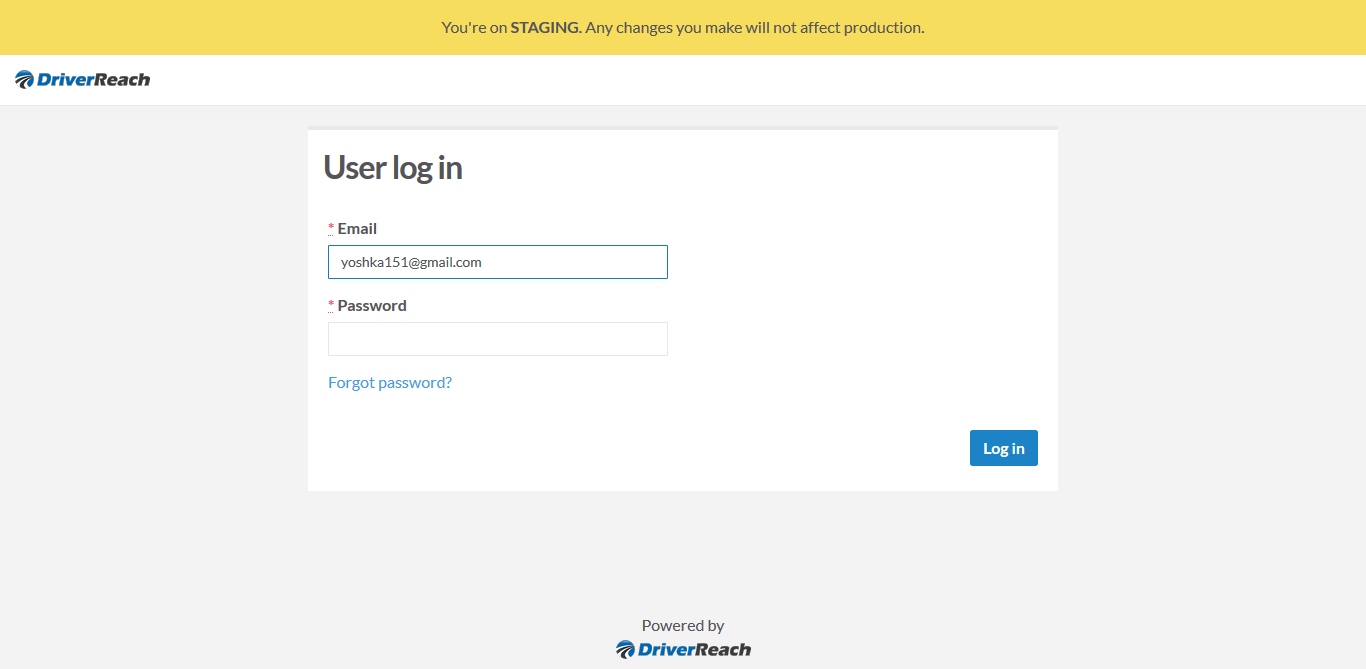 You're on STAGING. Any changes you make will not affect production.
DriverReach
User log in
* Email
yoshka151@gmail.com
* Password
Forgot password?
Log in
Powered by
DriverReach